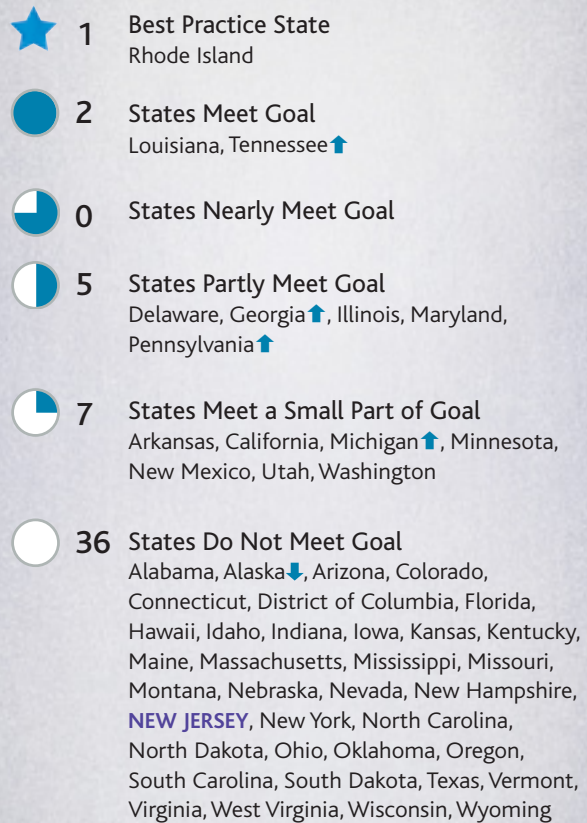 1 Best Practice State
Rhode Island
2 States Meet Goal
Louisiana, Tennessee⬆
0 States Nearly Meet Goal
5 States Partly Meet Goal
Delaware, Georgia⬆, Illinois, Maryland,
Pennsylvania⬆
7 States Meet a Small Part of Goal
Arkansas, California, Michigan⬆, Minnesota,
New Mexico, Utah, Washington
36 States Do Not Meet Goal
Alabama, Alaska⬇, Arizona, Colorado,
Connecticut, District of Columbia, Florida,
Hawaii, Idaho, Indiana, Iowa, Kansas, Kentucky,
Maine, Massachusetts, Mississippi, Missouri,
Montana, Nebraska, Nevada, New Hampshire,
NEW JERSEY, New York, North Carolina,
North Dakota, Ohio, Oklahoma, Oregon,
South Carolina, South Dakota, Texas, Vermont,
Virginia, West Virginia, Wisconsin, Wyoming